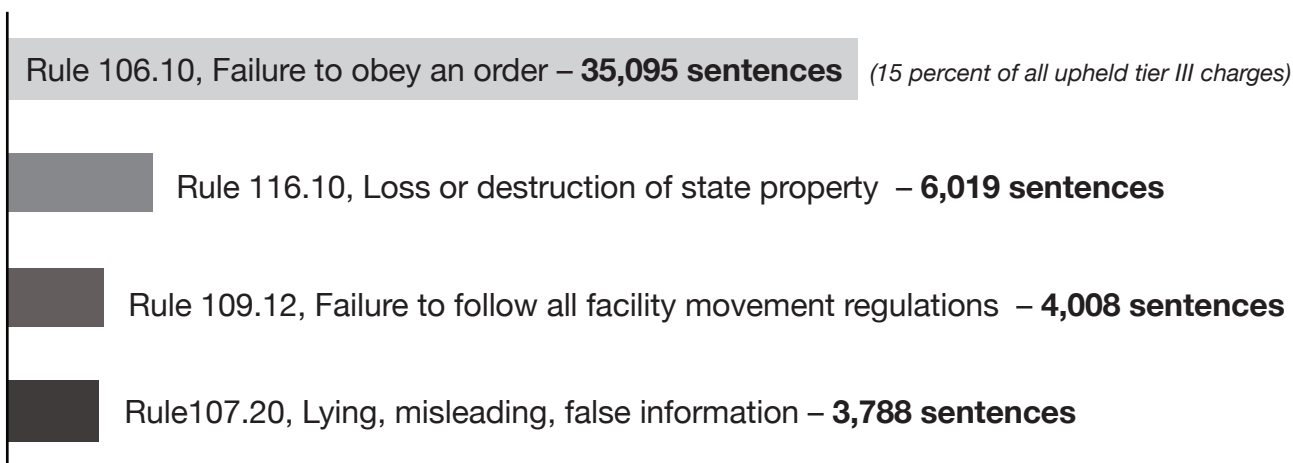 Rule 106.10, Failure to obey an order – 35,095 sentences (15 percent of all upheld tier III charges)
Rule 116.10, Loss or destruction of state property – 6,019 sentences
Rule 109.12, Failure to follow all facility movement regulations – 4,008 sentences
Rule107.20, Lying, misleading, false information – 3,788 sentences